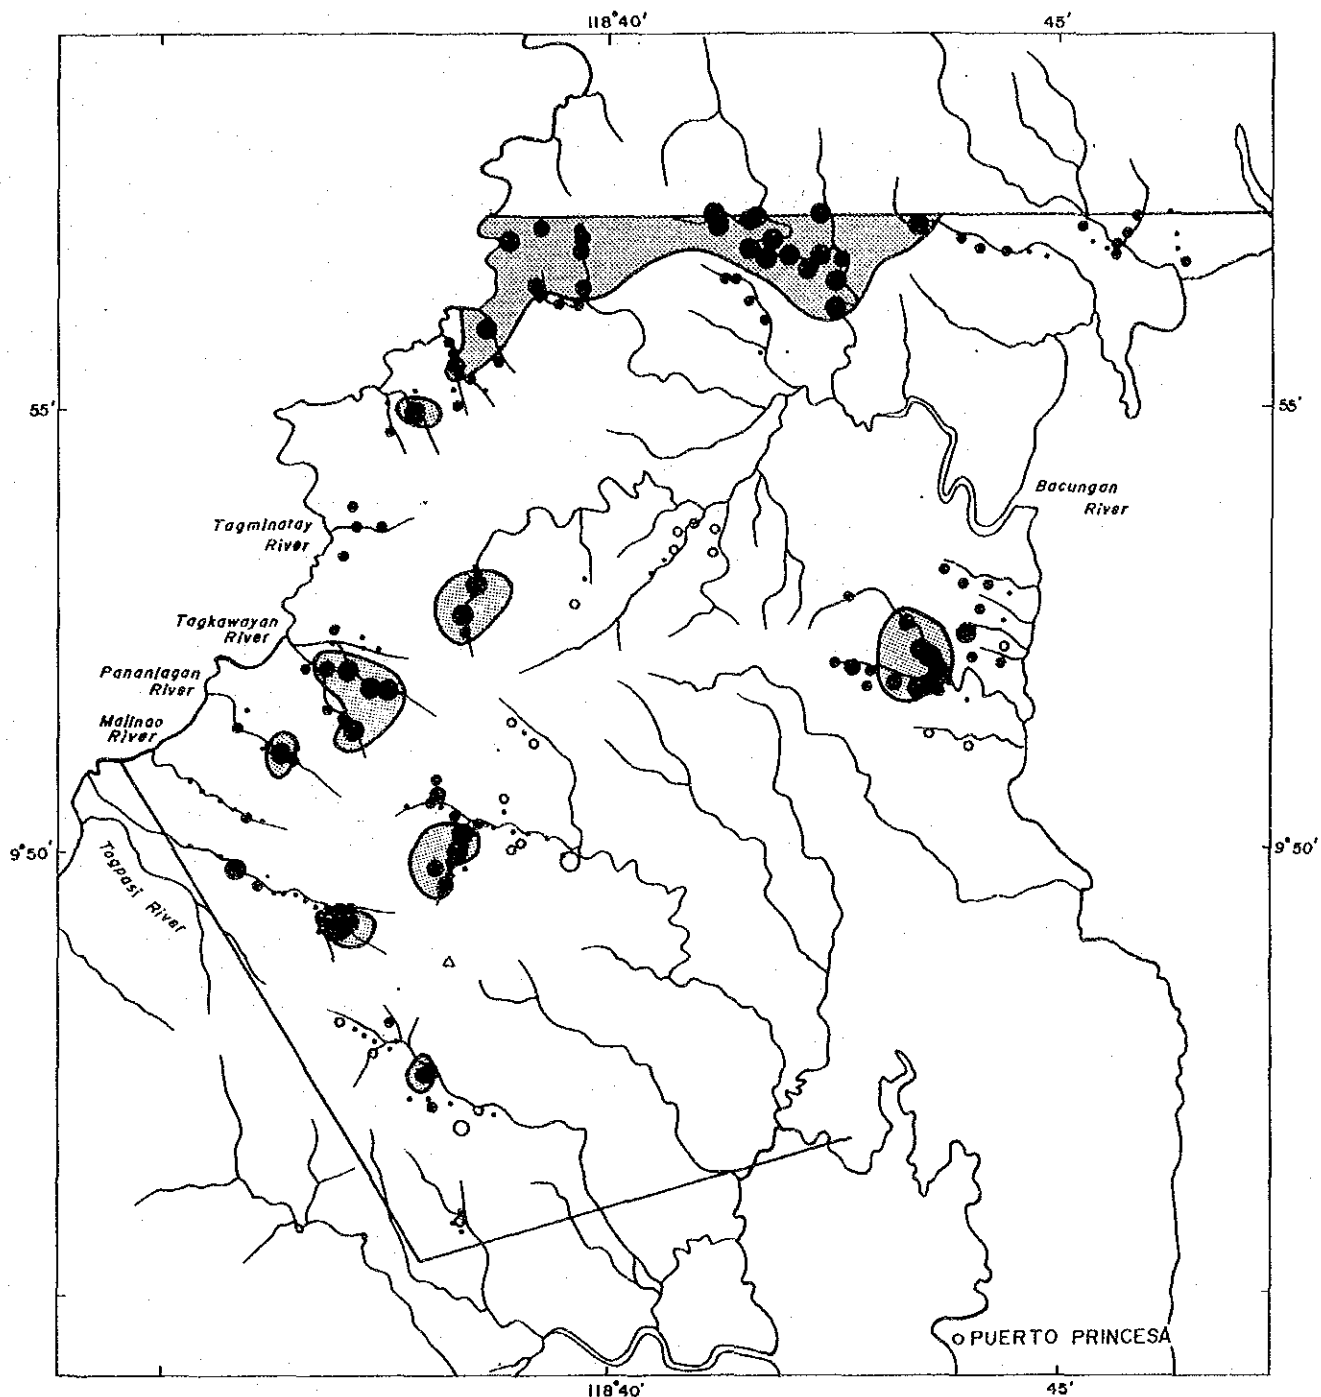 118°40'
45'
55'
55'
Bacungan
River
Tagminatay
River
Tagkawayan
River
Pananlagan
River
Malinao
River
9°50'
9°50'
Tagpasi River
PUERTO PRINCESA
118°40'
45'